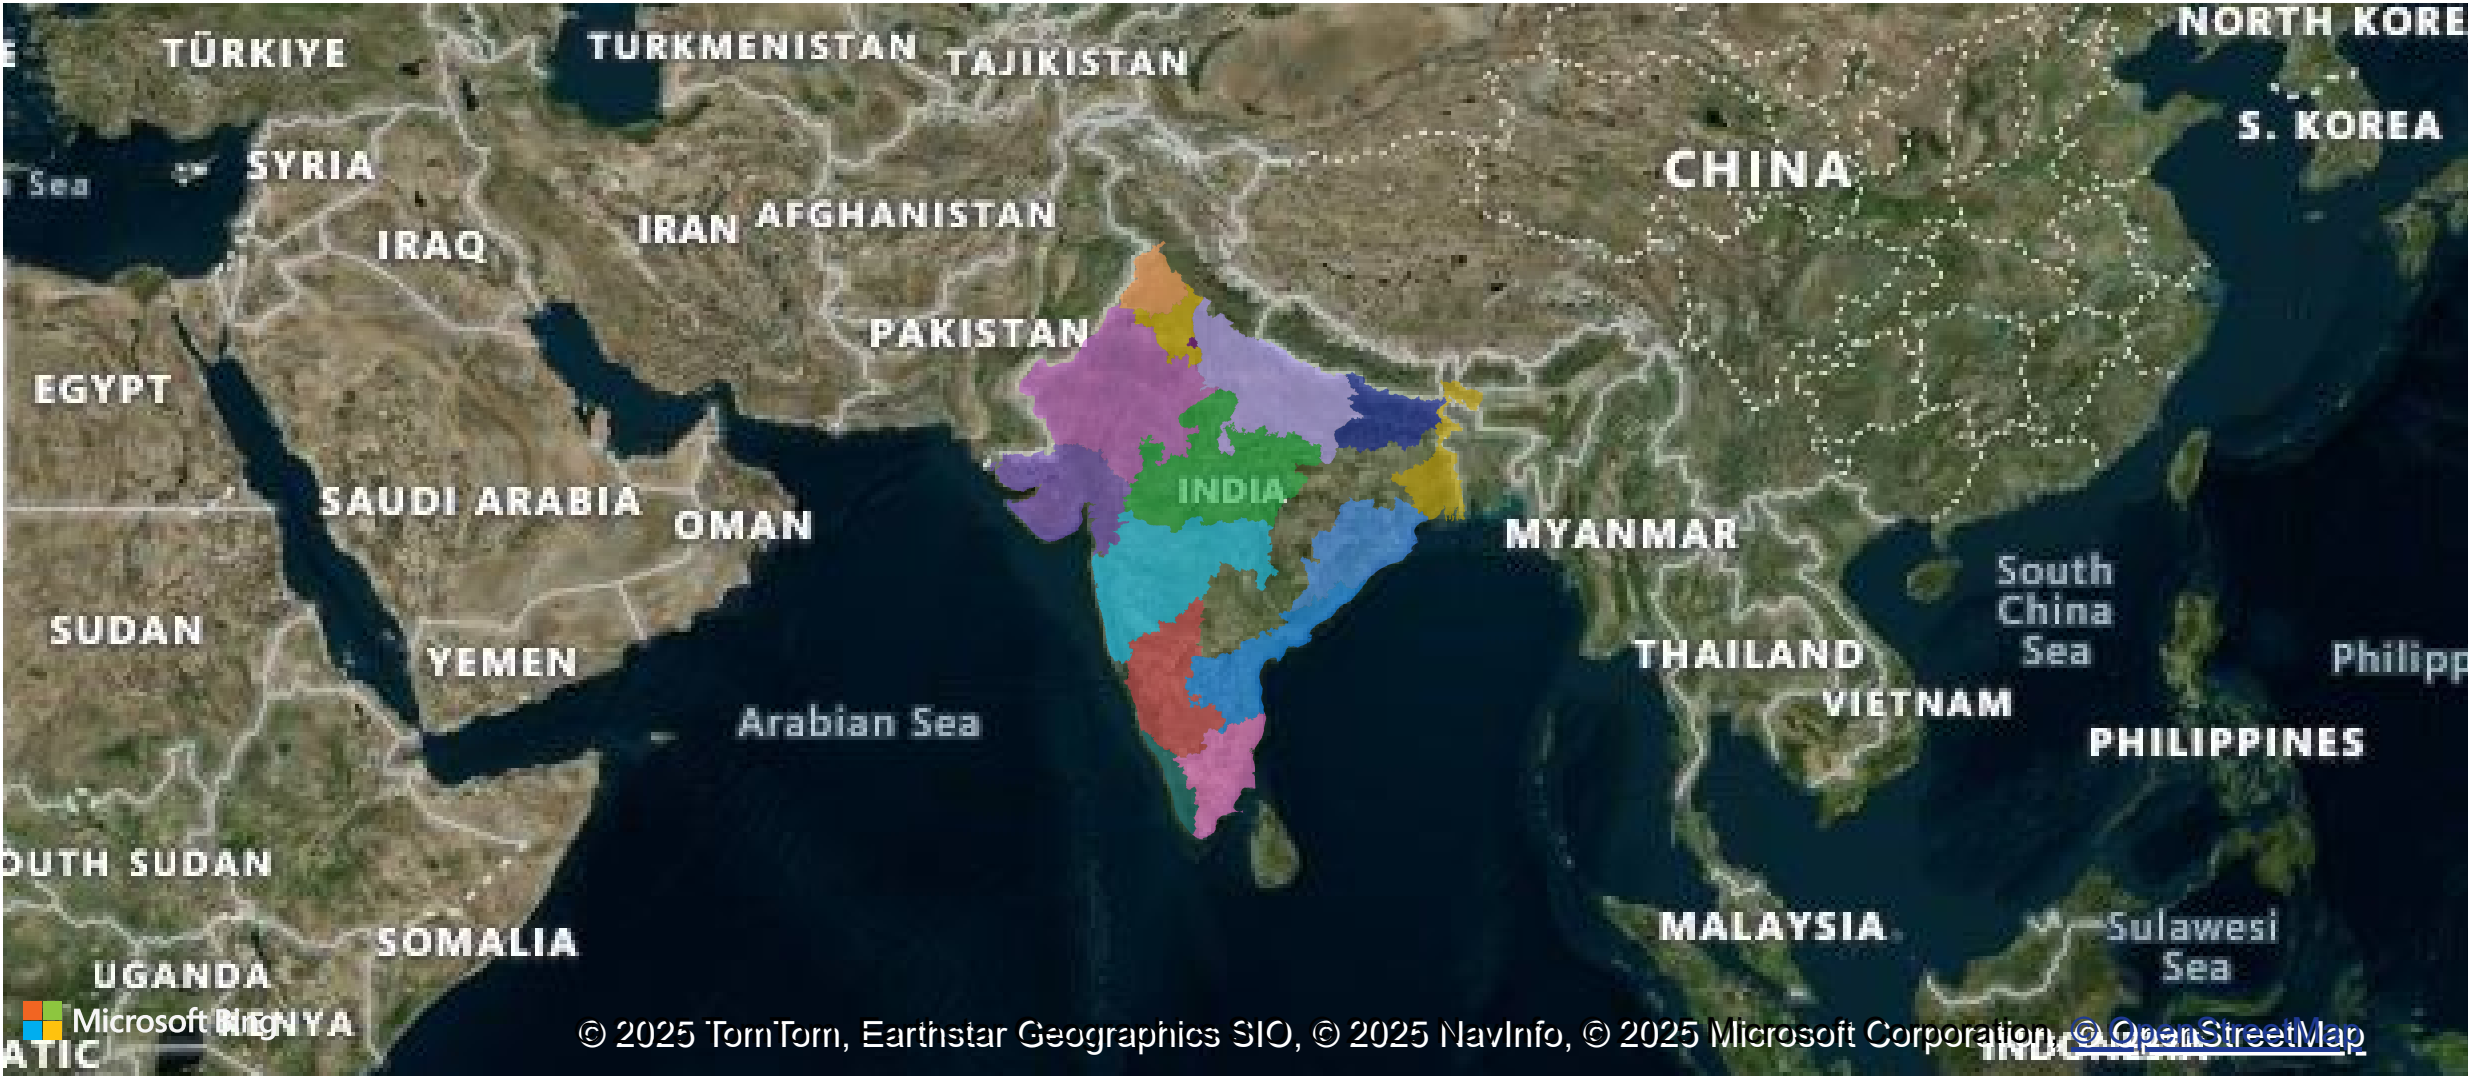 NORTH KORE
TÜRKIYE
TURKMENISTAN
TAJIKISTAN
E
S. KOREA
SYRIA
CHINA
Sea
IRAN
AFGHANISTAN
IRAQ
PAKISTAN
EGYPT
SAUDI ARABIA
INDIA
OMAN
MYANMAR
South
China
Sea
SUDAN
YEMEN
THAILAND
Philipp
VIETNAM
Arabian Sea
PHILIPPINES
OUTH SUDAN
SOMALIA
MALAYSIA
Sulawesi
Sea
UGANDA
KENYA
Microsoft Bing
ATIC
© 2025 TomTom, Earthstar Geographics SIO, © 2025 NavInfo, © 2025 Microsoft Corporation, © OpenStreetMap